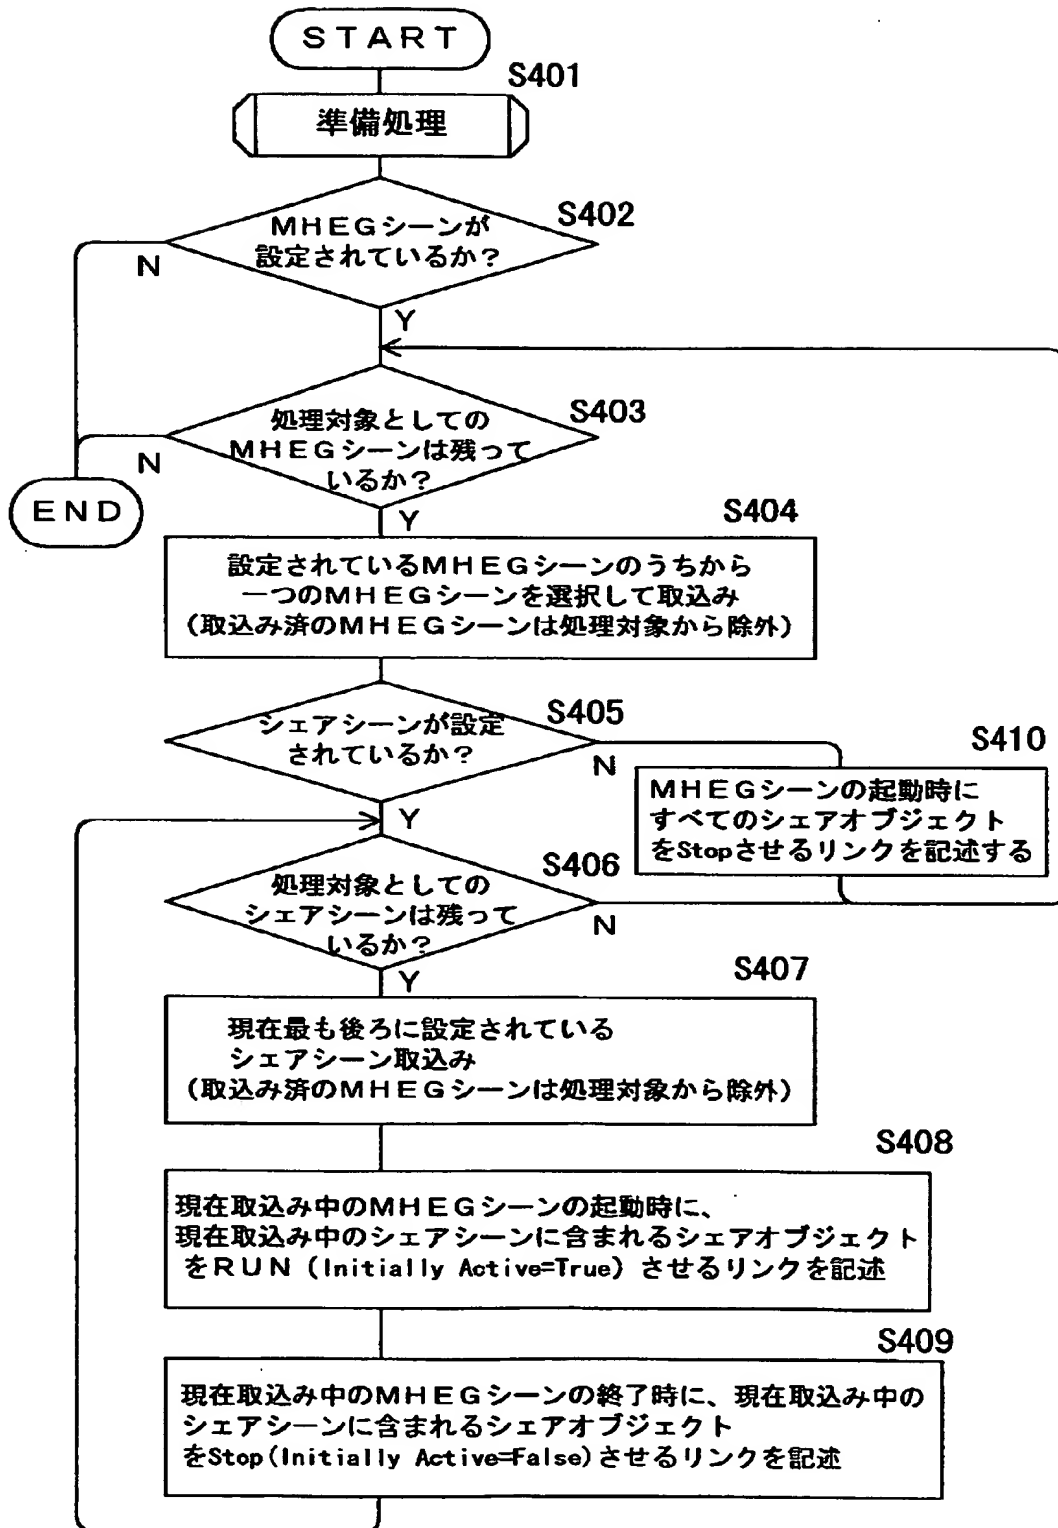 START
S401
準備処理
S402
MHEGシーンが
設定されているか？
N
Y
S403
処理対象としての
MHEGシーンは残って
いるか？
N
END
Y
S404
設定されているMHEGシーンのうちから
一つのMHEGシーンを選択して取込み
（取込み済のMHEGシーンは処理対象から除外）
S405
シェアシーンが設定
されているか？
N
Y
S410
MHEGシーンの起動時に
すべてのシェアオブジェクト
をStopさせるリンクを記述する
S406
処理対象としての
シェアシーンは残って
いるか？
N
Y
S407
現在最も後ろに設定されている
シェアシーン取込み
（取込み済のMHEGシーンは処理対象から除外）
S408
現在取込み中のMHEGシーンの起動時に、
現在取込み中のシェアシーンに含まれるシェアオブジェクト
をRUN（Initially Active=True）させるリンクを記述
S409
現在取込み中のMHEGシーンの終了時に、現在取込み中の
シェアシーンに含まれるシェアオブジェクト
をStop(Initially Active=False)させるリンクを記述